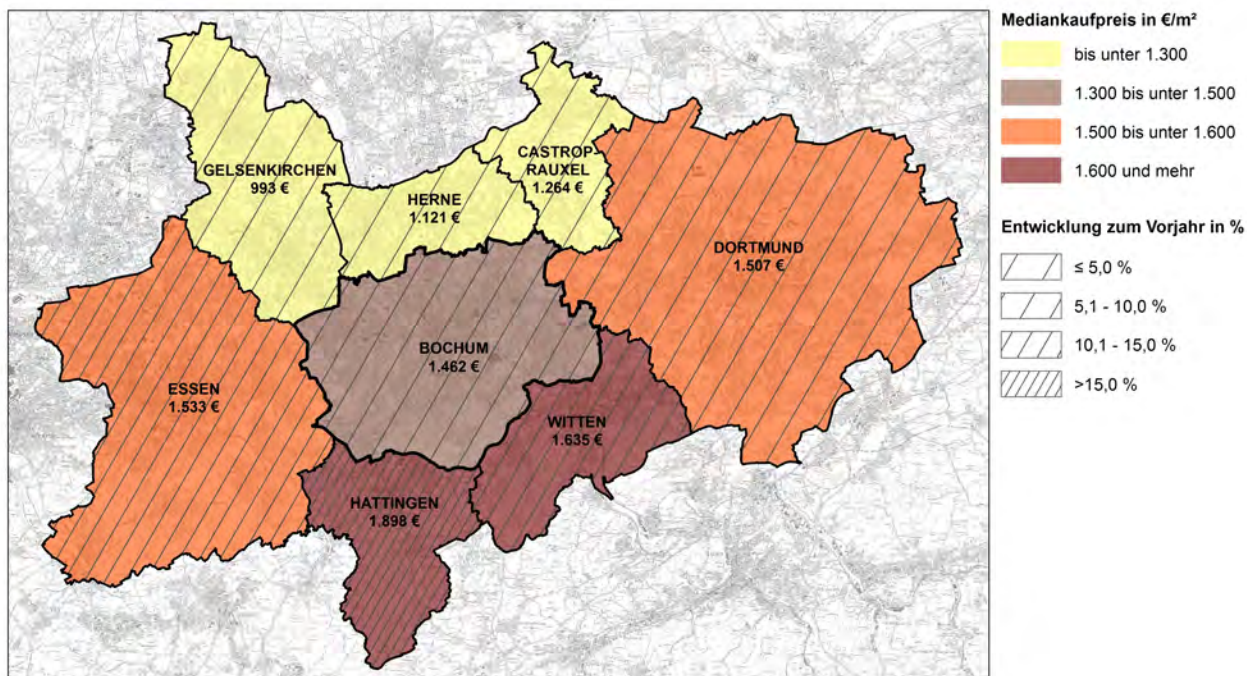 GELSENKIRCHEN
993 €
HERNE
1.121 €
CASTROP-
RAUXEL
1.264 €
DORTMUND
1.507 €
BOCHUM
1.462 €
ESSEN
1.533 €
WITTEN
1.635 €
HATTINGEN
1.898 €
Mediankaufpreis in €/m²
bis unter 1.300
1.300 bis unter 1.500
1.500 bis unter 1.600
1.600 und mehr
Entwicklung zum Vorjahr in %
≤ 5,0 %
5,1 - 10,0 %
10,1 - 15,0 %
>15,0 %